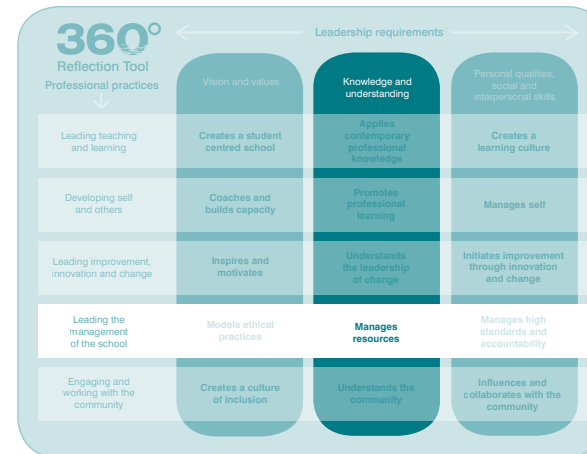 360°
Reflection Tool
Professional practices
Leadership requirements
Vision and values
Knowledge and
understanding
Personal qualities,
social and
interpersonal skills
Leading teaching
and learning
Creates a student
centred school
Applies
contemporary
professional
knowledge
Creates a
learning culture
Developing self
and others
Coaches and
builds capacity
Promotes
professional
learning
Manages self
Leading improvement,
innovation and change
Inspires and
motivates
Understands
the leadership
of change
Initiates improvement
through innovation
and change
Leading the
management
of the school
Models ethical
practices
Manages
resources
Manages high
standards and
accountability
Engaging and
working with the
community
Creates a culture
of inclusion
Understands the
community
Influences and
collaborates with the
community